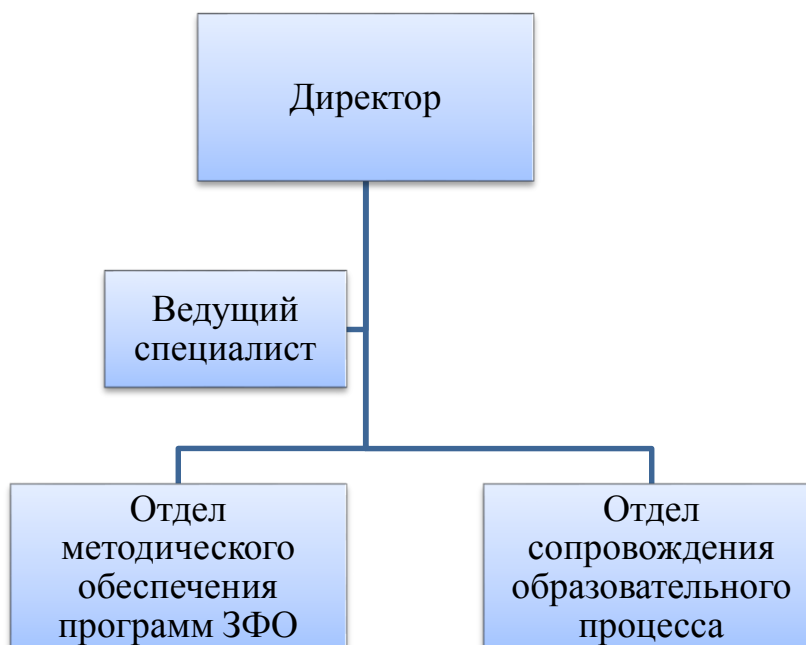 Директор
Ведущий
специалист
Отдел
методического
обеспечения
программ ЗФО
Отдел
сопровождения
образовательного
процесса